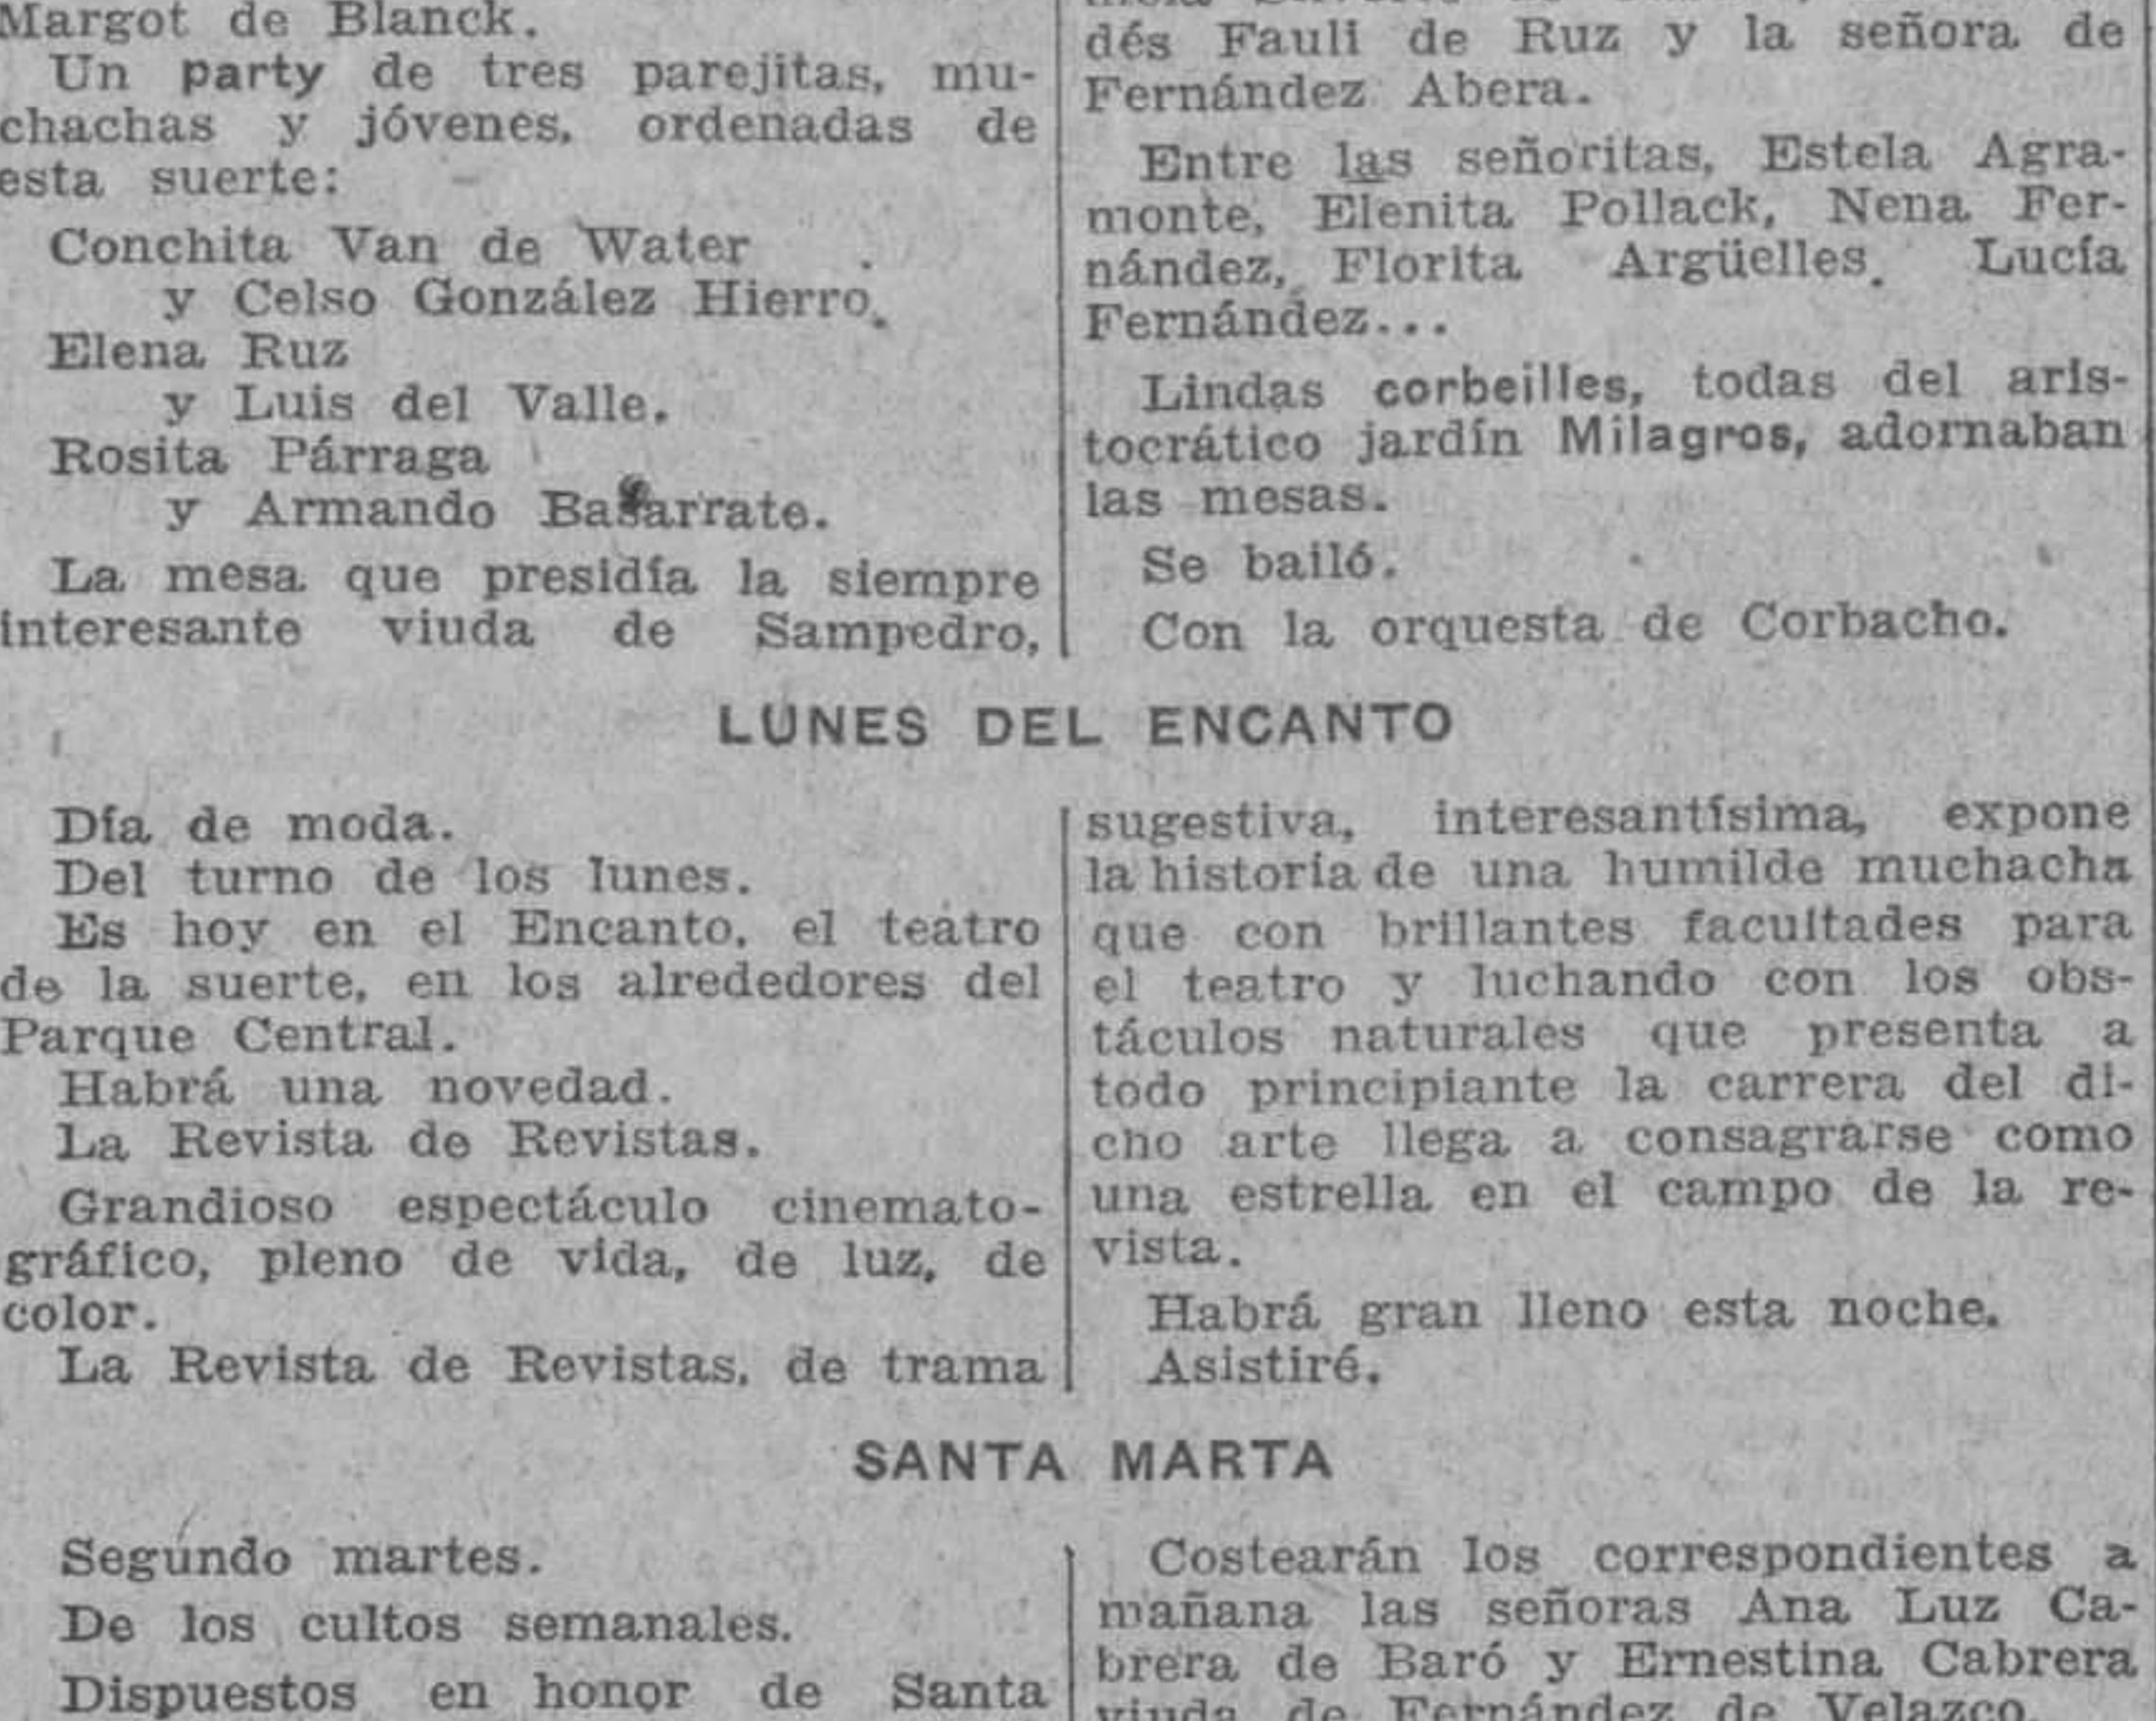 Margot de Blanck.
Un party de tres parejitas, mu-
chachas y jóvenes, ordenadas de
esta suerte:
Conchita Van de Water
y Celso González Hierro.
Elena Ruz
y Luis del Valle.
Rosita Párraga
y Armando Basarrate.
La mesa que presidía la siempre
interesante viuda de Sampedro,
dés Fauli de Ruz y la señora de
Fernández Abera.
Entre las señoritas, Estela Agra-
monte, Elenita Pollack, Nena Fer-
nández, Florita Argüelles. Lucía
Fernández...
Lindas corbeilles, todas del aris-
tocrático jardín Milagros, adornaban
las mesas.
Se bailó.
Con la orquesta de Corbacho.
LUNES DEL ENCANTO
Día de moda.
Del turno de los lunes.
Es hoy en el Encanto, el teatro
de la suerte, en los alrededores del
Parque Central.
Habrá una novedad.
La Revista de Revistas.
Grandioso espectáculo cinemato-
gráfico, pleno de vida, de luz, de
color.
La Revista de Revistas, de trama
sugestiva, interesantísima, expone
la historia de una humilde muchacha
que con brillantes facultades para
el teatro y luchando con los obs-
táculos naturales que presenta a
todo principiante la carrera del di-
cho arte llega a consagrarse como
una estrella en el campo de la re-
vista.
Habrá gran lleno esta noche.
Asistiré.
SANTA MARTA
Segundo martes.
De los cultos semanales.
Dispuestos en honor de Santa
Costearán los correspondientes a
mañana las señoras Ana Luz Ca-
brera de Baró y Ernestina Cabrera
viuda de Fernández de Velazco.